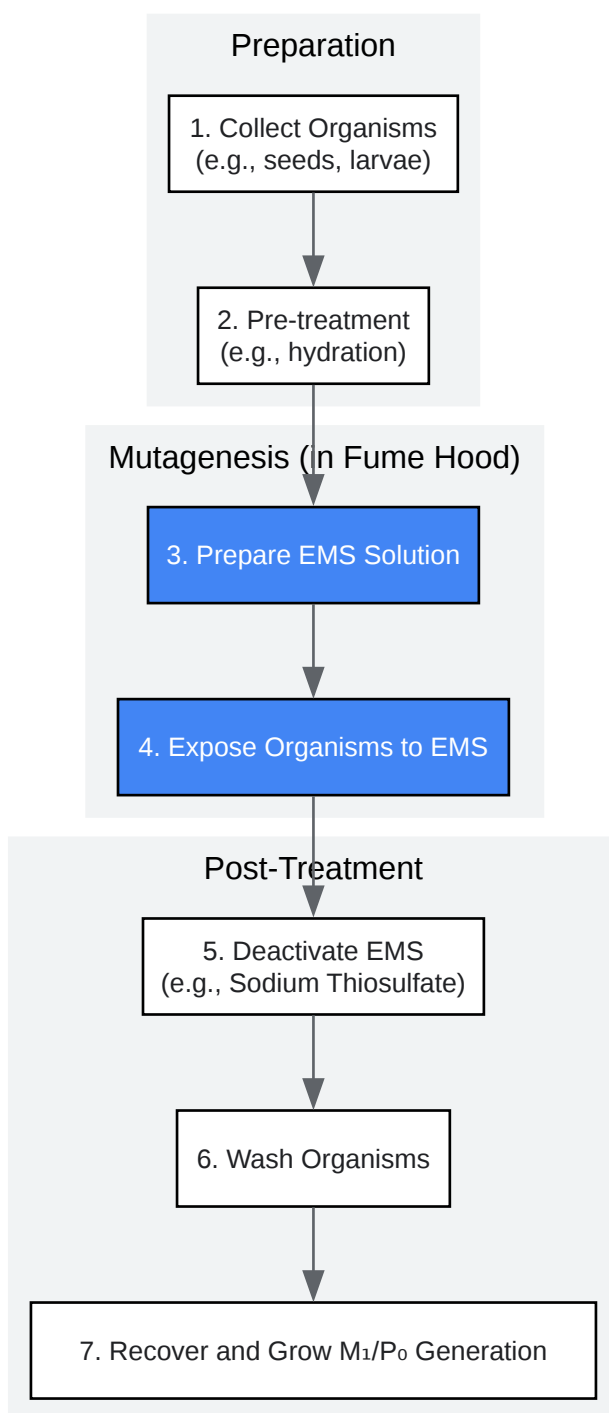 Preparation
1. Collect Organisms
(e.g., seeds, larvae)
2. Pre-treatment
(e.g., hydration)
Mutagenesis (in Fume Hood)
3. Prepare EMS Solution
4. Expose Organisms to EMS
Post-Treatment
5. Deactivate EMS
(e.g., Sodium Thiosulfate)
6. Wash Organisms
7. Recover and Grow M₁/P₀ Generation